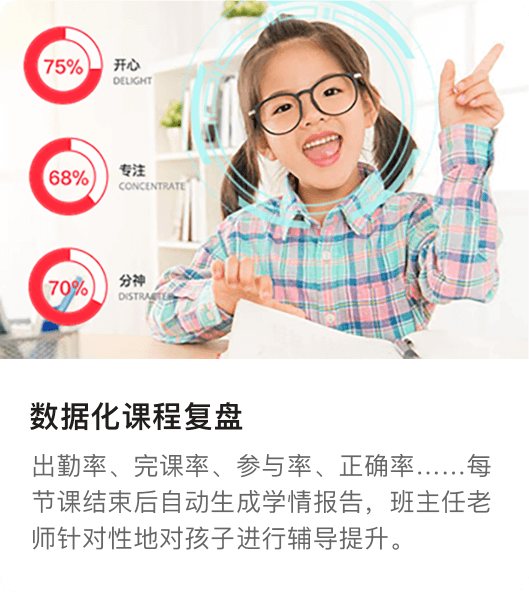 75%
开心
DELIGHT
68%
专注
CONCENTRATE
70%
分神
DISTRACTED
数据化课程复盘
出勤率、完课率、参与率、正确率……每
节课结束后自动生成学情报告，班主任老
师针对性地对孩子进行辅导提升。